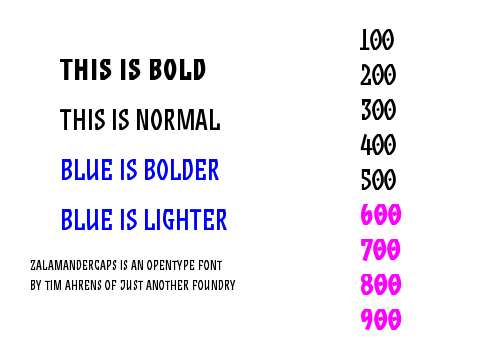 THIS IS BOLD
THIS IS NORMAL
BLUE IS BOLDER
BLUE IS LIGHTER
ZALAMANDERCAPS IS AN OPENTYPE FONT
BY TIM AHRENS OF JUST ANOTHER FOUNDRY
100
200
300
400
500
600
700
800
900